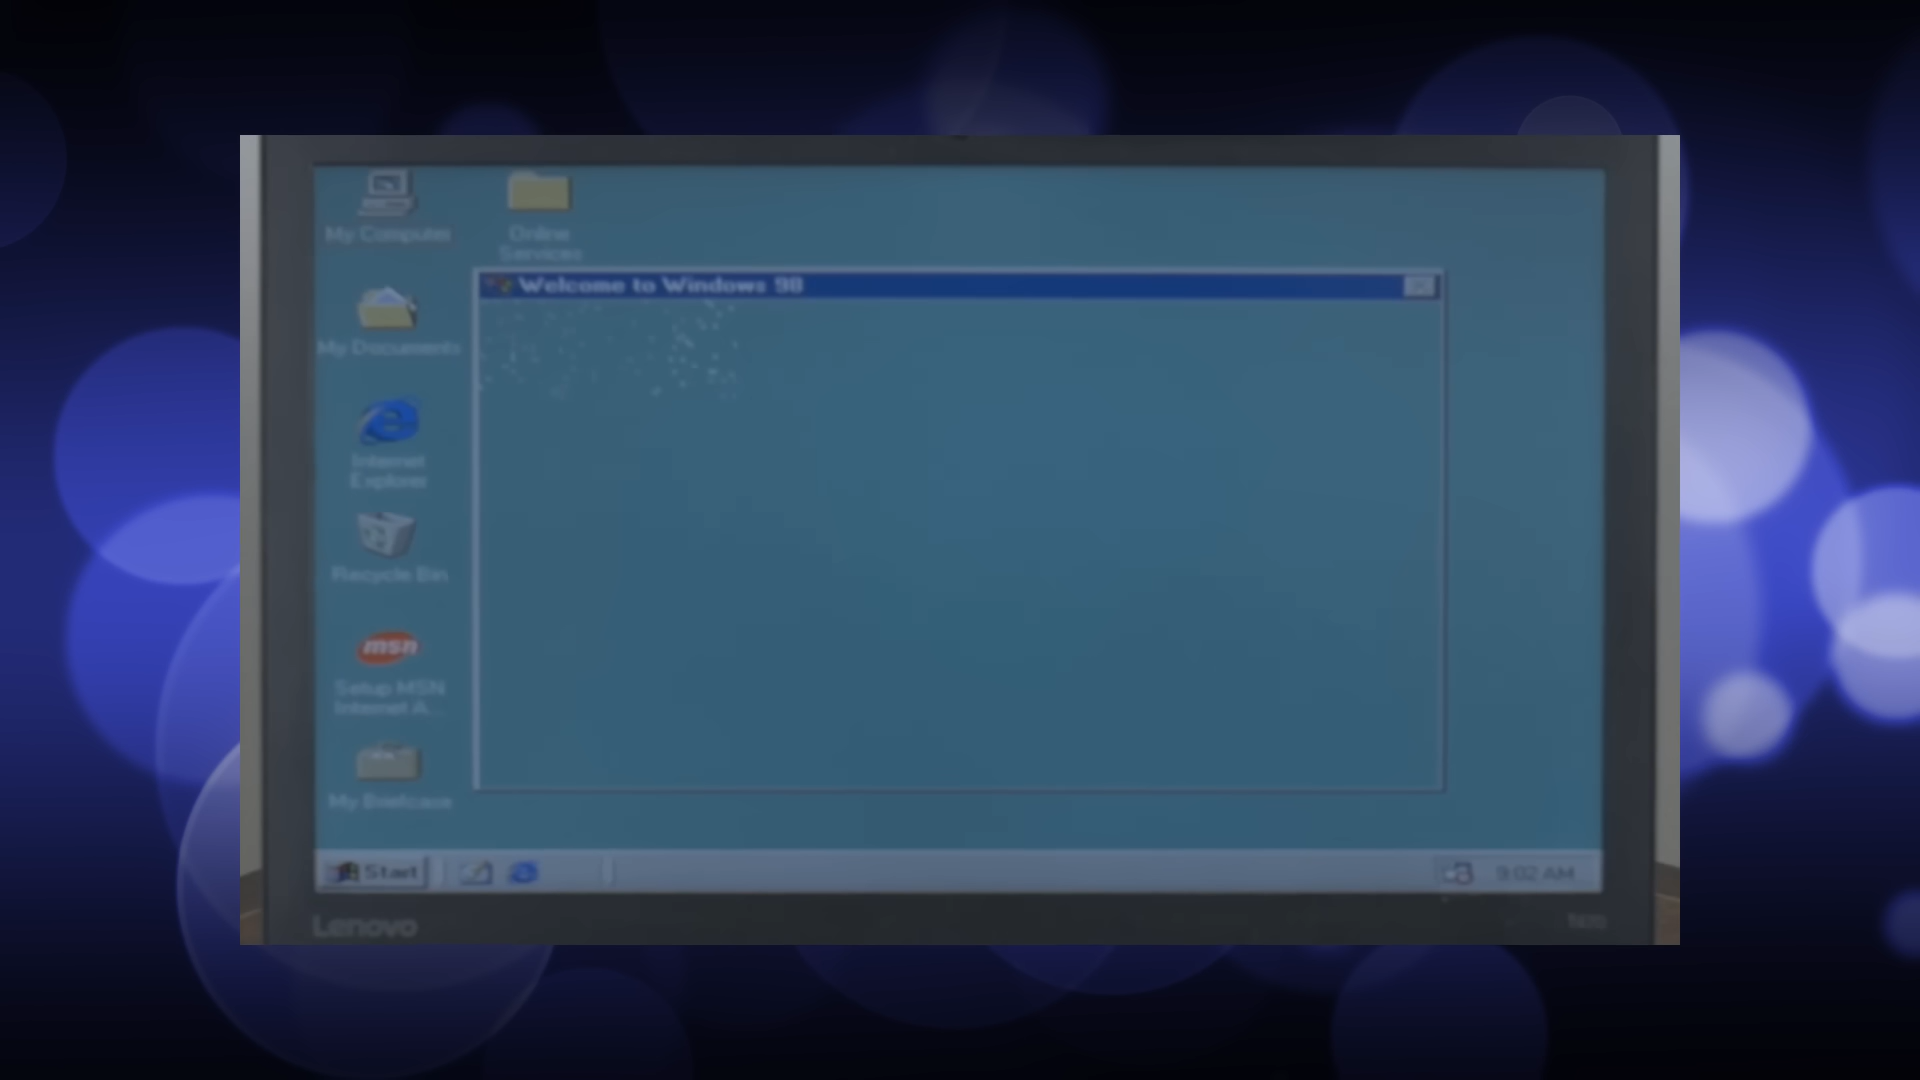 My Computer
Online
Services
Welcome to Windows 98
My Documents
Internet
Explorer
Recycle Bin
msn
Setup MSN
Internet A...
My Briefcase
Start
9:02 AM
Lenovo